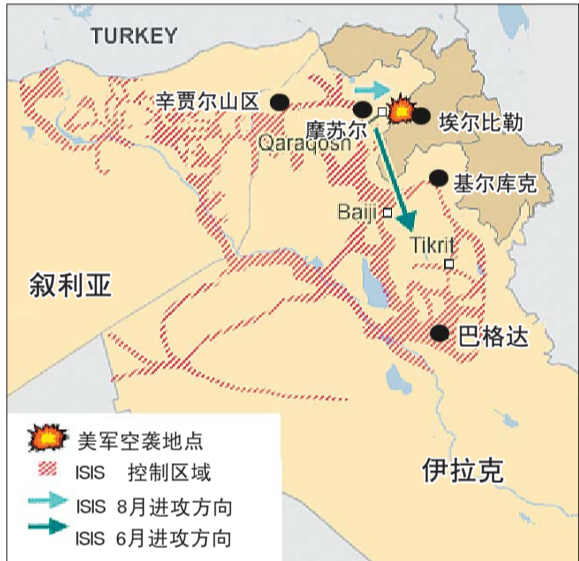 TURKEY
辛贾尔山区
摩苏尔
埃尔比勒
Qaraqosh
基尔库克
Baiji
Tikrit
叙利亚
巴格达
伊拉克
美军空袭地点
ISIS 控制区域
ISIS 8月进攻方向
ISIS 6月进攻方向